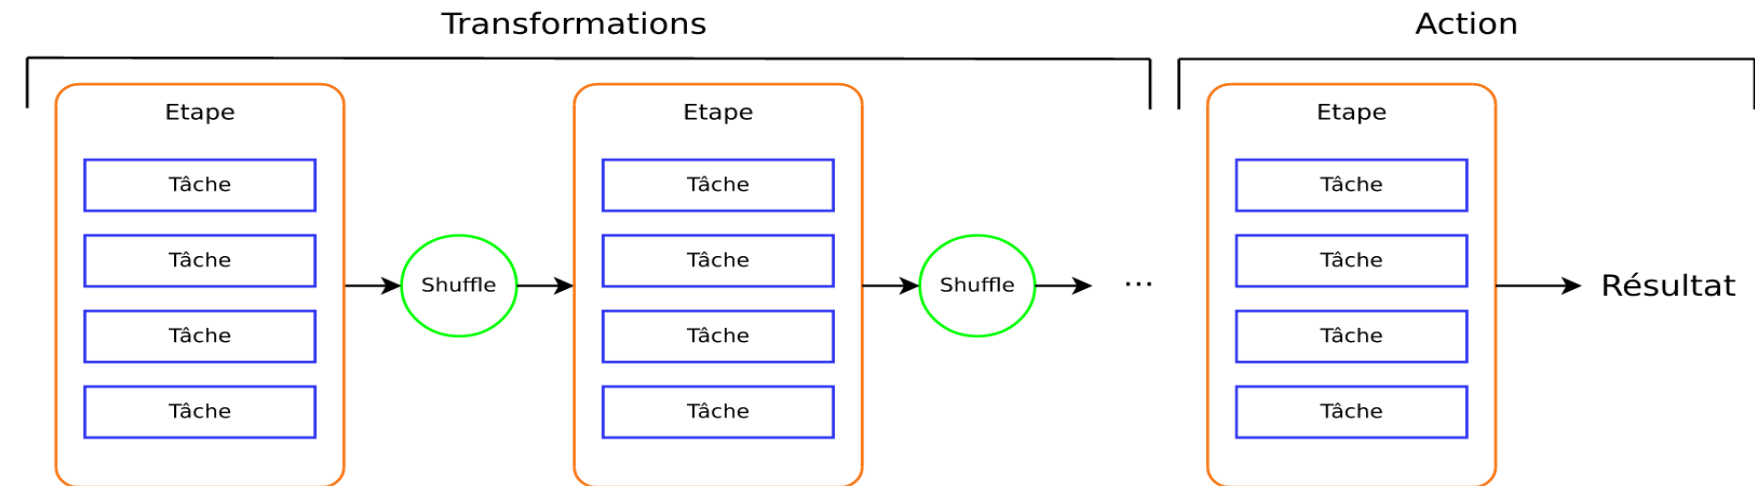 Transformations
Action
Etape
Tâche
Tâche
Tâche
Tâche
Shuffle
Etape
Tâche
Tâche
Tâche
Tâche
Shuffle
...
Etape
Tâche
Tâche
Tâche
Tâche
Résultat